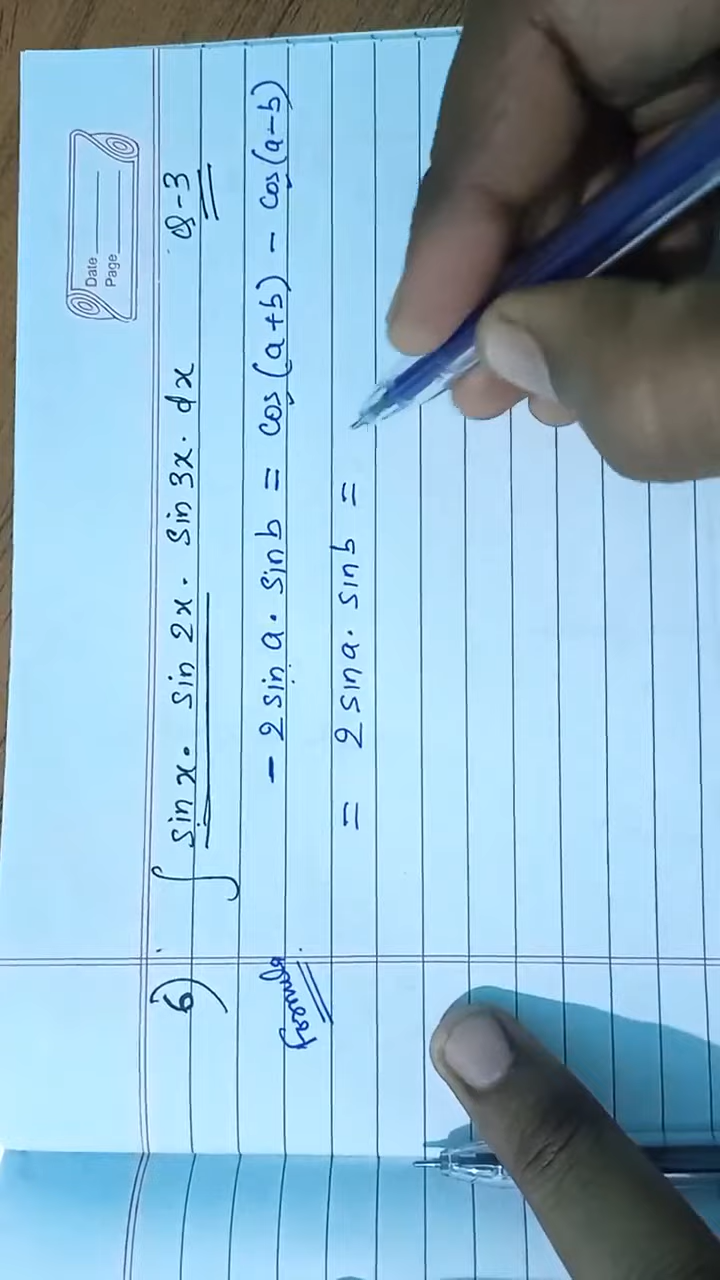 Date
Page
6) ∫ sin x · sin 2x · sin 3x · dx Q-3
Formula - 2 sin a · sin b = cos(a+b) - cos(a-b)
= 2 sin a · sin b =